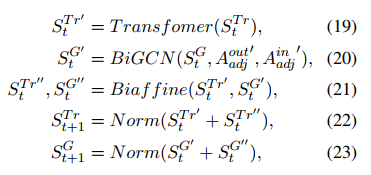 S_t^{Tr'} = Transfomer(S_t^{Tr}), (19)
S_t^{G'} = BiGCN(S_t^G, A_{adj}^{out'}, A_{adj}^{in'}), (20)
S_t^{Tr''}, S_t^{G''} = Biaffine(S_t^{Tr'}, S_t^{G'}), (21)
S_{t+1}^{Tr} = Norm(S_t^{Tr'} + S_t^{Tr''}), (22)
S_{t+1}^G = Norm(S_t^{G'} + S_t^{G''}), (23)